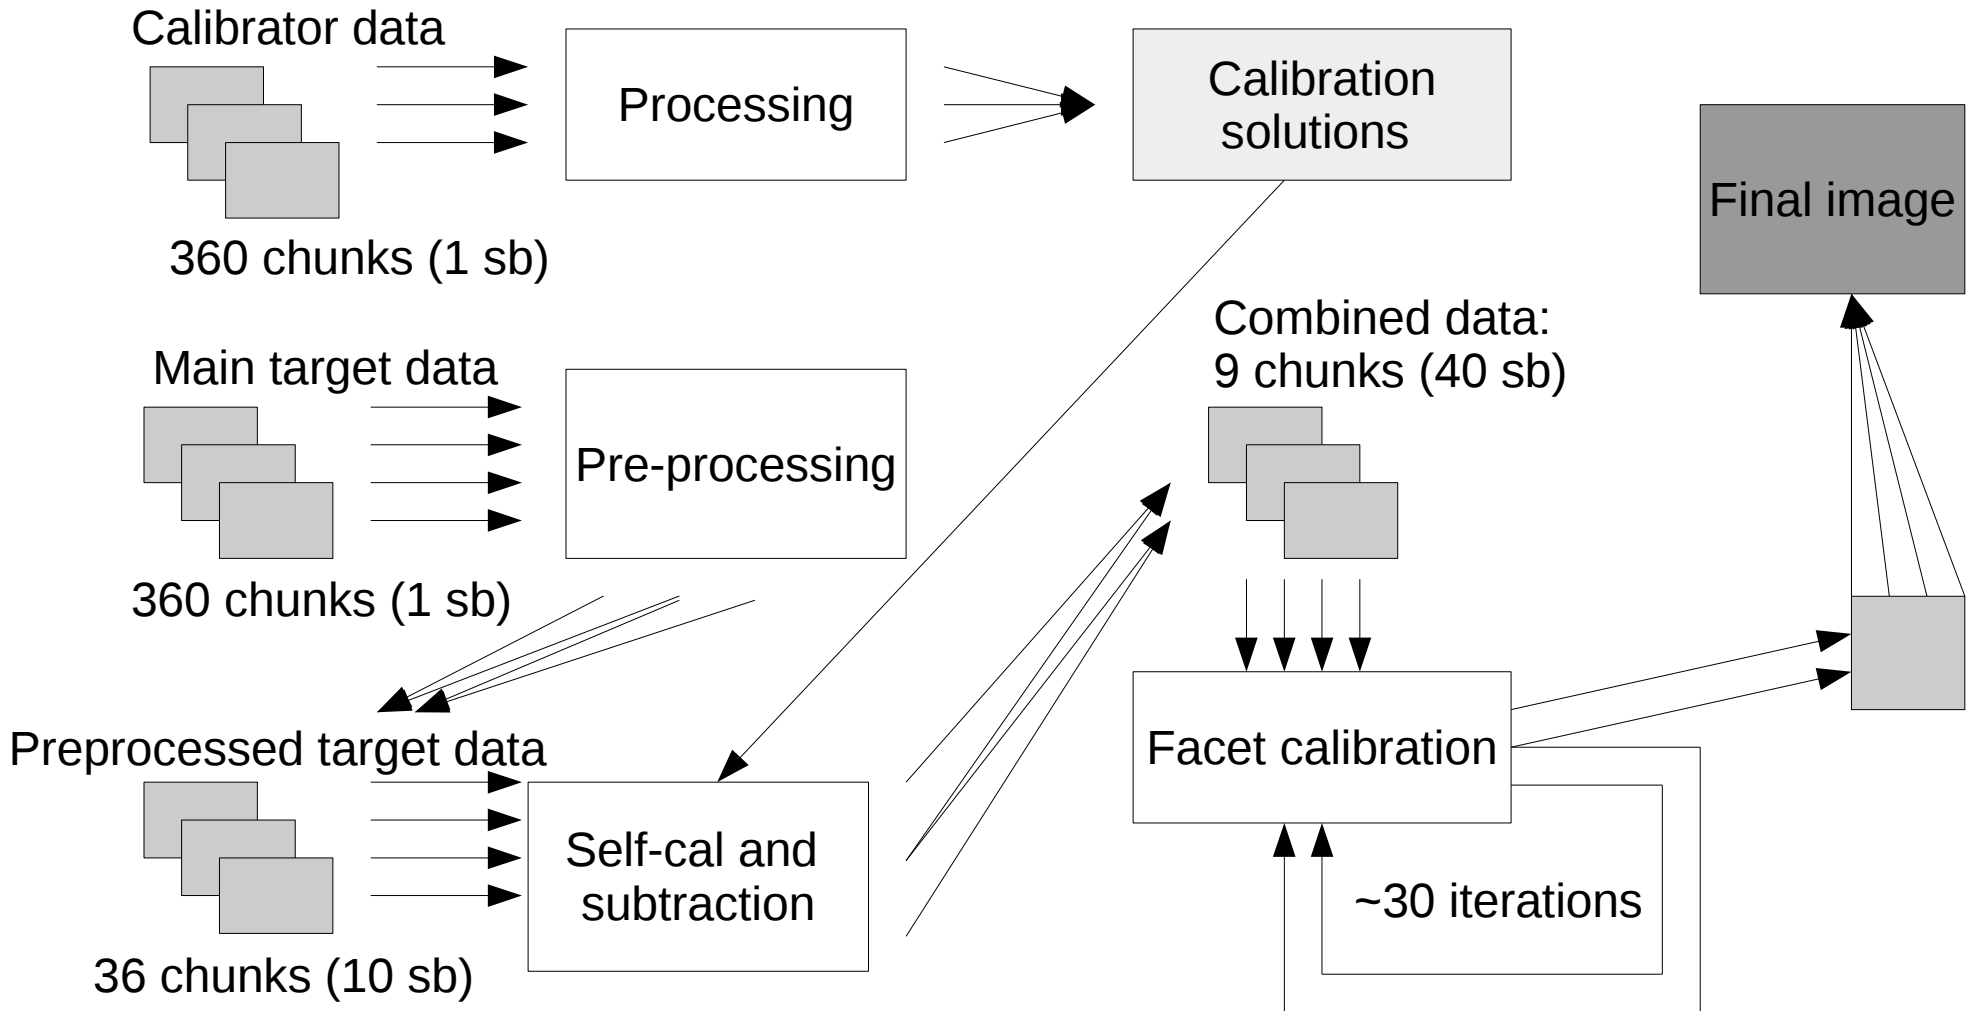 Calibrator data
Processing
Calibration
solutions
360 chunks (1 sb)
Final image
Main target data
Pre-processing
360 chunks (1 sb)
Combined data:
9 chunks (40 sb)
Preprocessed target data
Self-cal and
subtraction
36 chunks (10 sb)
Facet calibration
~30 iterations